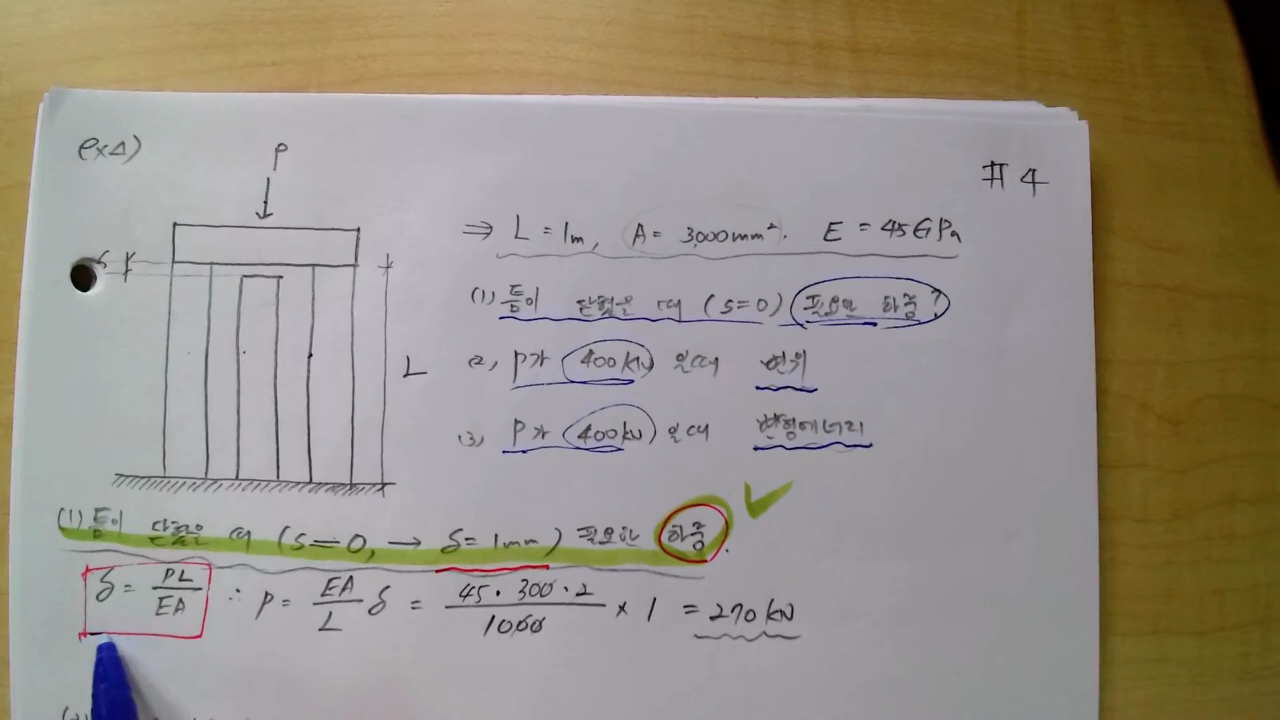 ex4)
P
# 4
⇒ L = 1m, A = 3,000mm². E = 45GPa
S
(1) 틈이 닫혔을 때 (S=0) 필요한 하중?
(2) P가 400kN 일때 변위
L
(3) P가 400kN 일때 변형에너지
(1) 틈이 닫혔을 때 (S=0, → δ= 1mm) 필요한 하중.
δ = PL/EA ∴ P = EA/L δ = 45·300·2/1000 × 1 = 270kN